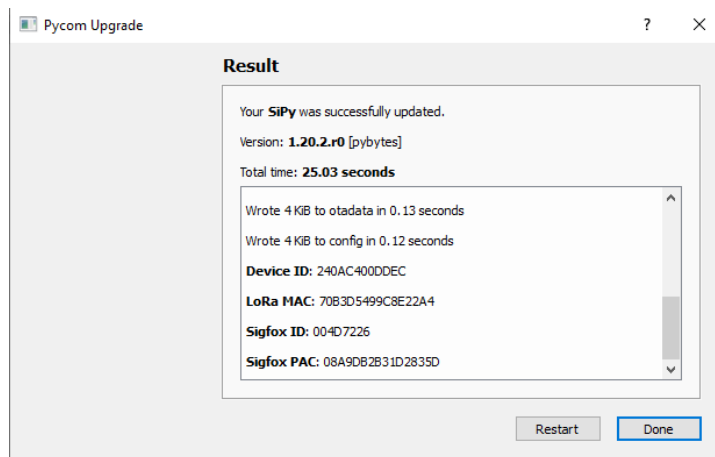 Pycom Upgrade
?
Result
Your SiPy was successfully updated.
Version: 1.20.2.r0 [pybytes]
Total time: 25.03 seconds
Wrote 4 KiB to otadata in 0.13 seconds
Wrote 4 KiB to config in 0.12 seconds
Device ID: 240AC400DDEC
LoRa MAC: 70B3D5499C8E22A4
Sigfox ID: 004D7226
Sigfox PAC: 08A9DB2B31D2835D
Restart Done